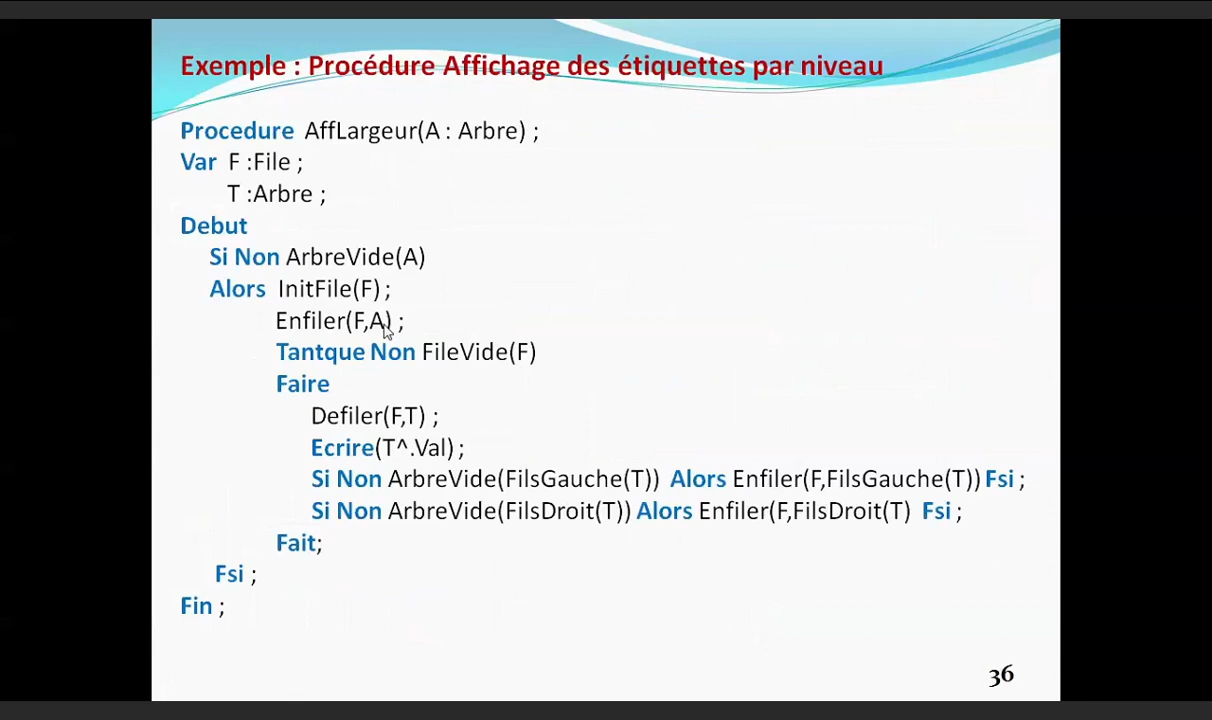 Exemple : Procédure Affichage des étiquettes par niveau
Procedure AffLargeur(A : Arbre) ;
Var F :File ;
T :Arbre ;
Debut
Si Non ArbreVide(A)
Alors InitFile(F) ;
Enfiler(F,A) ;
Tantque Non FileVide(F)
Faire
Defiler(F,T) ;
Ecrire(T^.Val) ;
Si Non ArbreVide(FilsGauche(T)) Alors Enfiler(F,FilsGauche(T)) Fsi ;
Si Non ArbreVide(FilsDroit(T)) Alors Enfiler(F,FilsDroit(T) Fsi ;
Fait;
Fsi ;
Fin ;
36